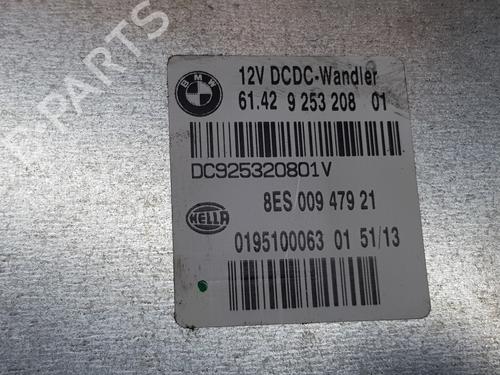 B-PARTS
BMW
12V DCDC-Wandler
61.42 9 253 208 01
DC925320801V
HELLA
8ES 009 479 21
0195100063 01 51/13